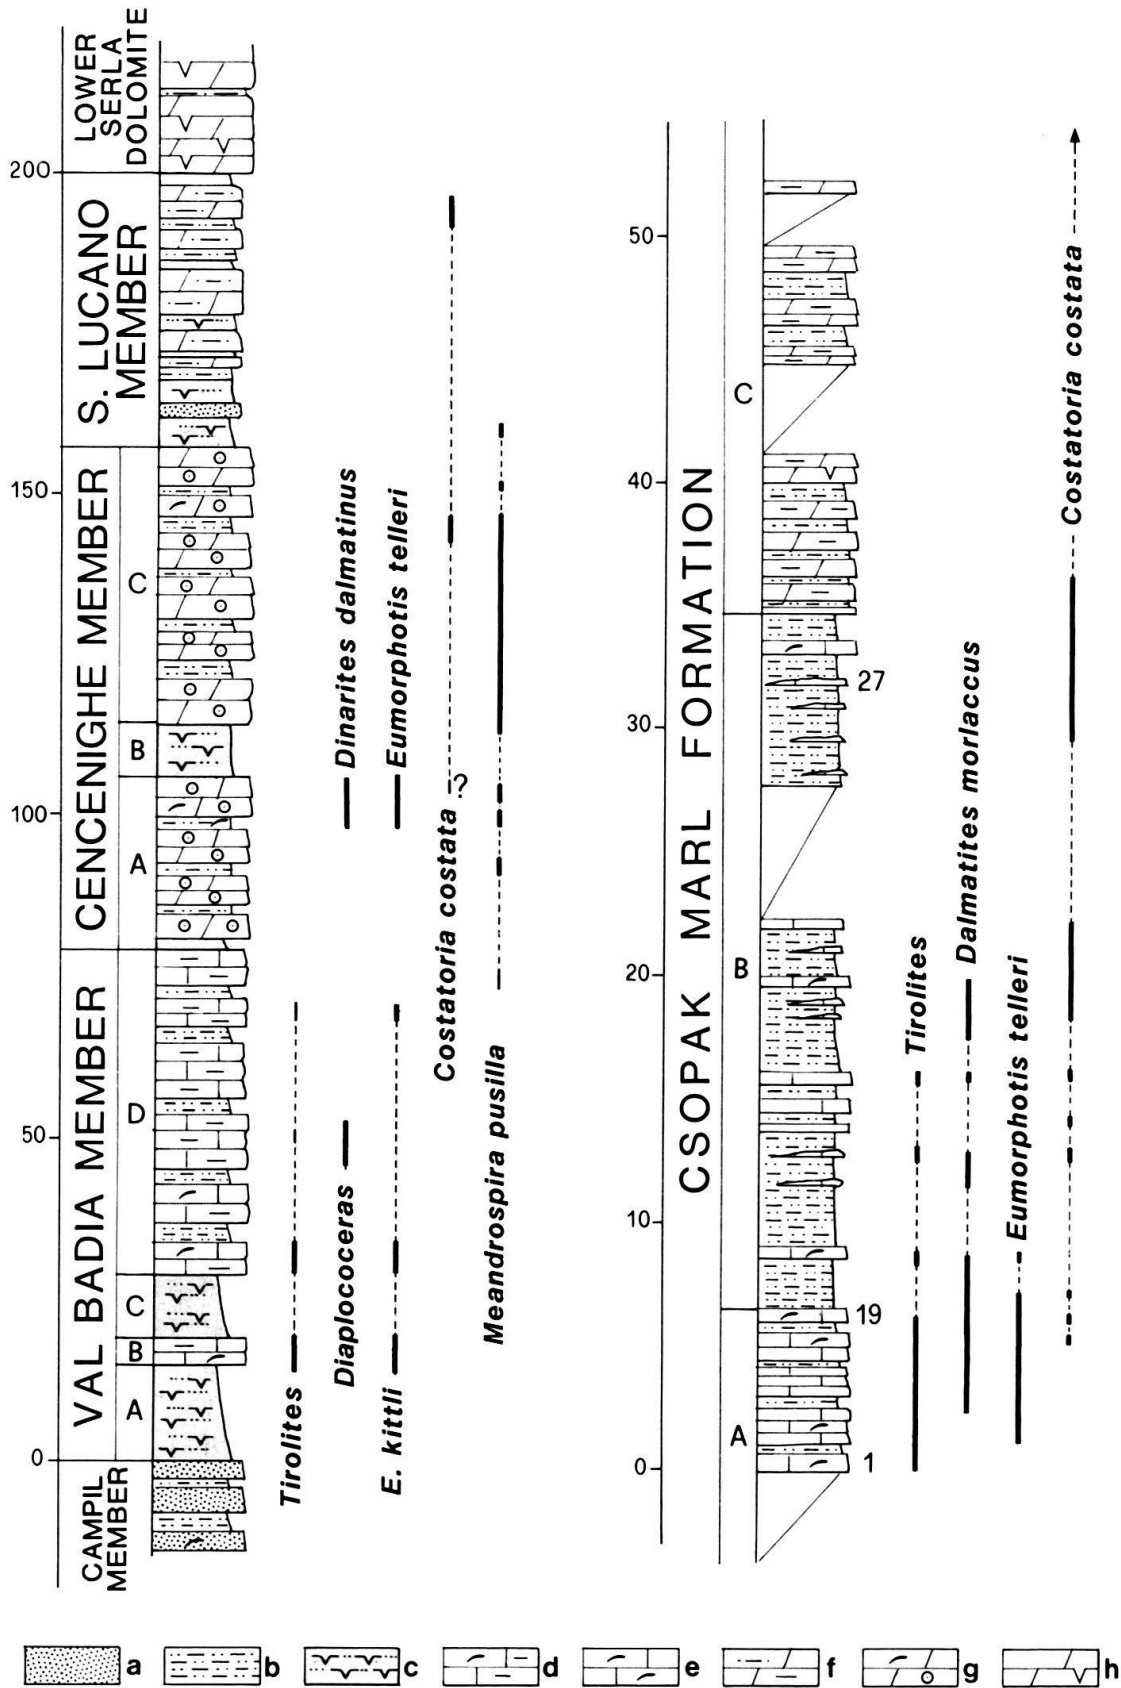 LOWER
SERLA
DOLOMITE
200
S. LUCANO
MEMBER
150
CENCENIGHE MEMBER
C
B
100
A
VAL BADIA MEMBER
D
50
C
B
A
0
CAMPIL
MEMBER
Tirolites
Diaplococeras
E. kittli
Dinarites dalmatinus
Eumorphotis telleri
Costatoria costata
?
Meandrospira pusilla
CSOPAK MARL FORMATION
50
40
30
20
10
0
C
B
A
27
19
1
Tirolites
Dalmatites morlaccus
Eumorphotis telleri
Costatoria costata
a
b
c
d
e
f
g
h